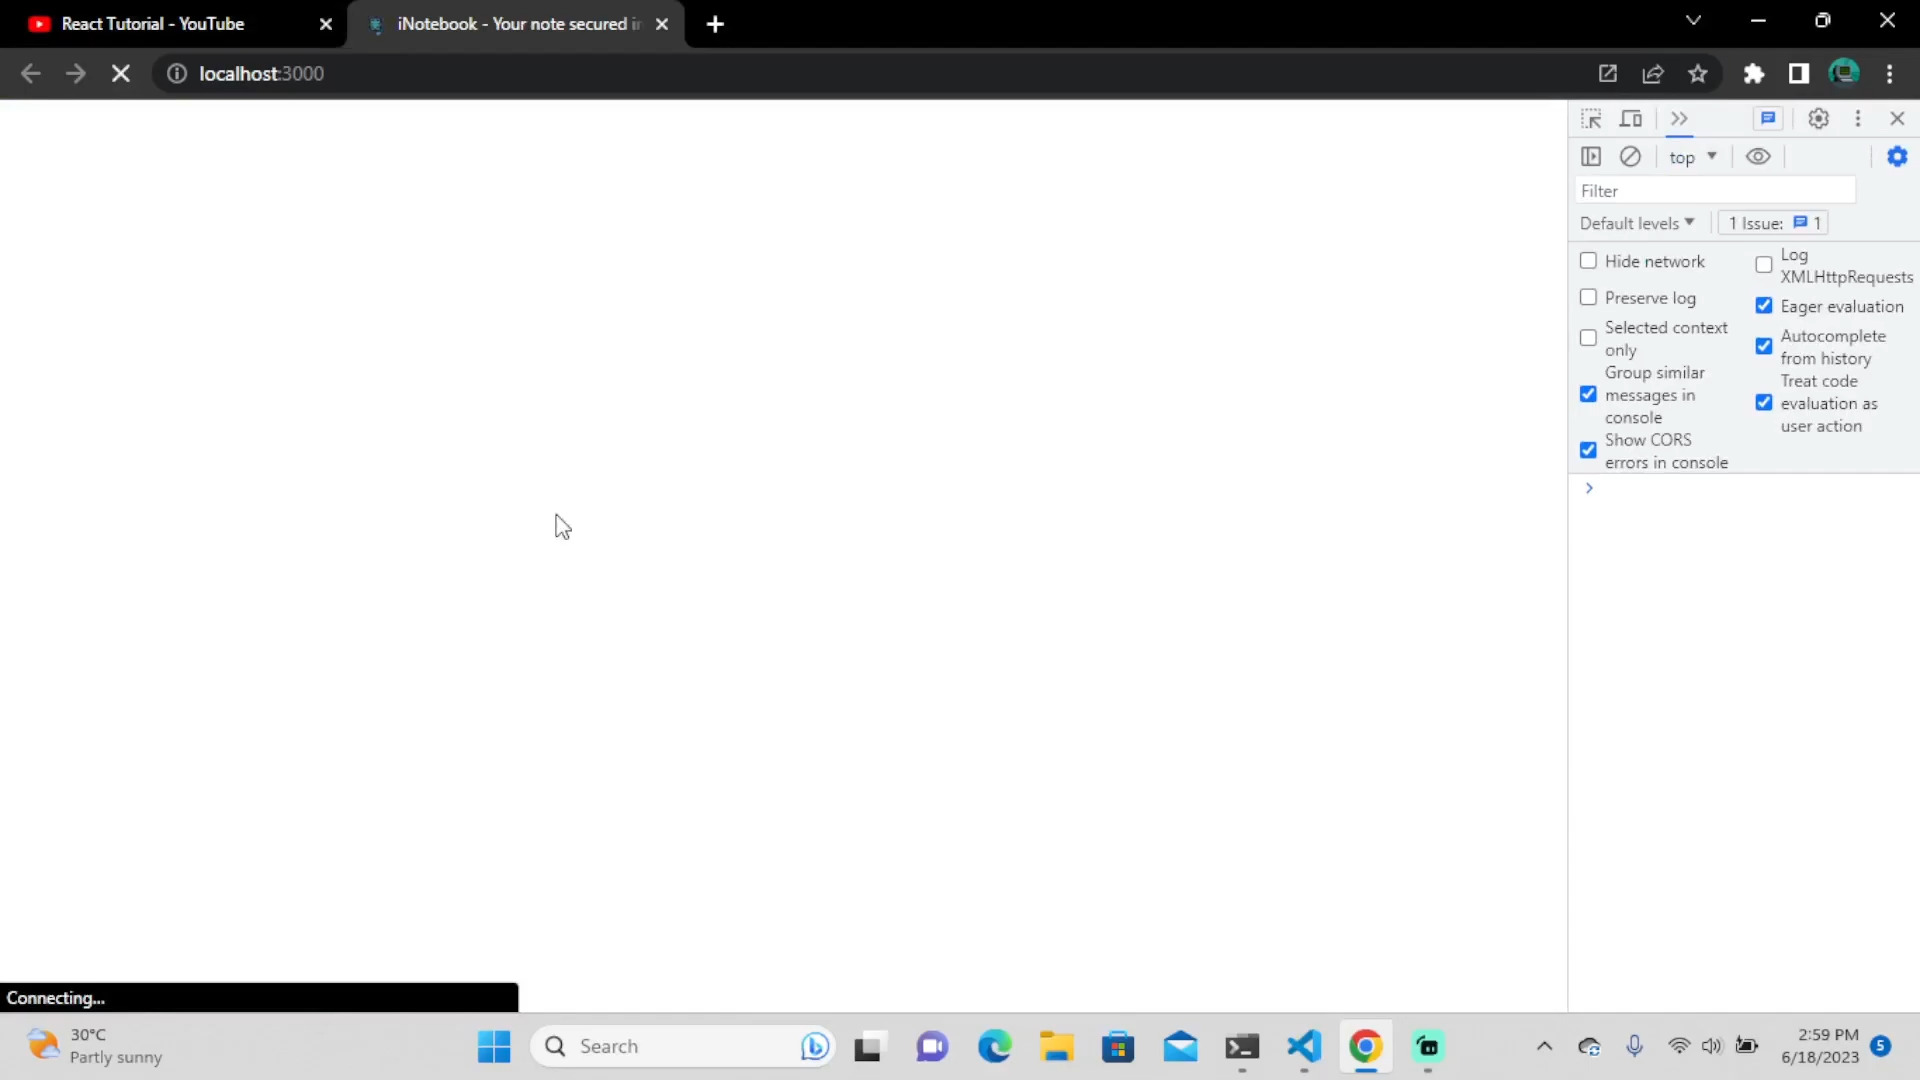 React Tutorial - YouTube
iNotebook - Your note secured in
localhost:3000
top
Filter
Default levels
1 Issue: 1
Hide network
Log
XMLHttpRequests
Preserve log
Eager evaluation
Selected context
only
Autocomplete
from history
Group similar
messages in
console
Treat code
evaluation as
user action
Show CORS
errors in console
Connecting...
30°C
Partly sunny
Search
2:59 PM
6/18/2023
5